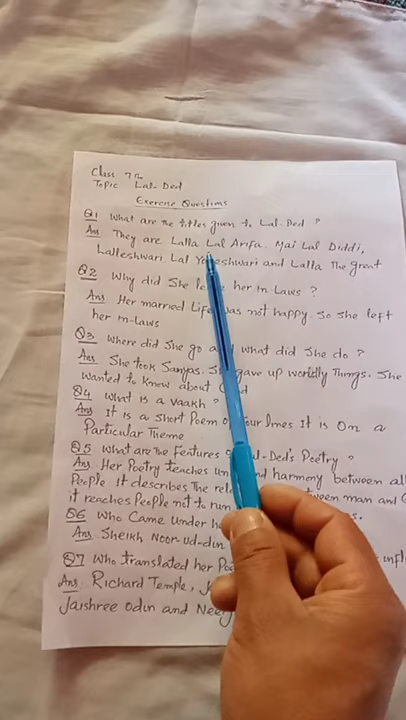 Class 7th
Topic Lal-Ded
Exercise Questions
Q1 What are the titles given to Lal-Ded ?
Ans They are Lalla Lal Arifa. Mai Lal Diddi,
Lalleshwari Lal Yogeshwari and Lalla The Great
Q2 Why did She her in-Laws ?
Ans. Her married Life was not happy. So She left
her in-Laws
Q3. Where did She go what did She do ?
Ans. She took Sanyas. She gave up worldly Things. She
wanted to know about
Q4 What is a vaakh ?
Ans It is a Short Poem of Four lines It is On a
Particular Theme
Q5 What are the Features Lal-Ded's Poetry ?
Ans. Her Poetry teaches and harmony between all
People It describes the between man and
it reaches People not to run
Q6 Who Came under
Ans. Sheikh Noor-ud-din
Q7 Who translated her
Ans. Richard Temple,
Jaishree Odin and